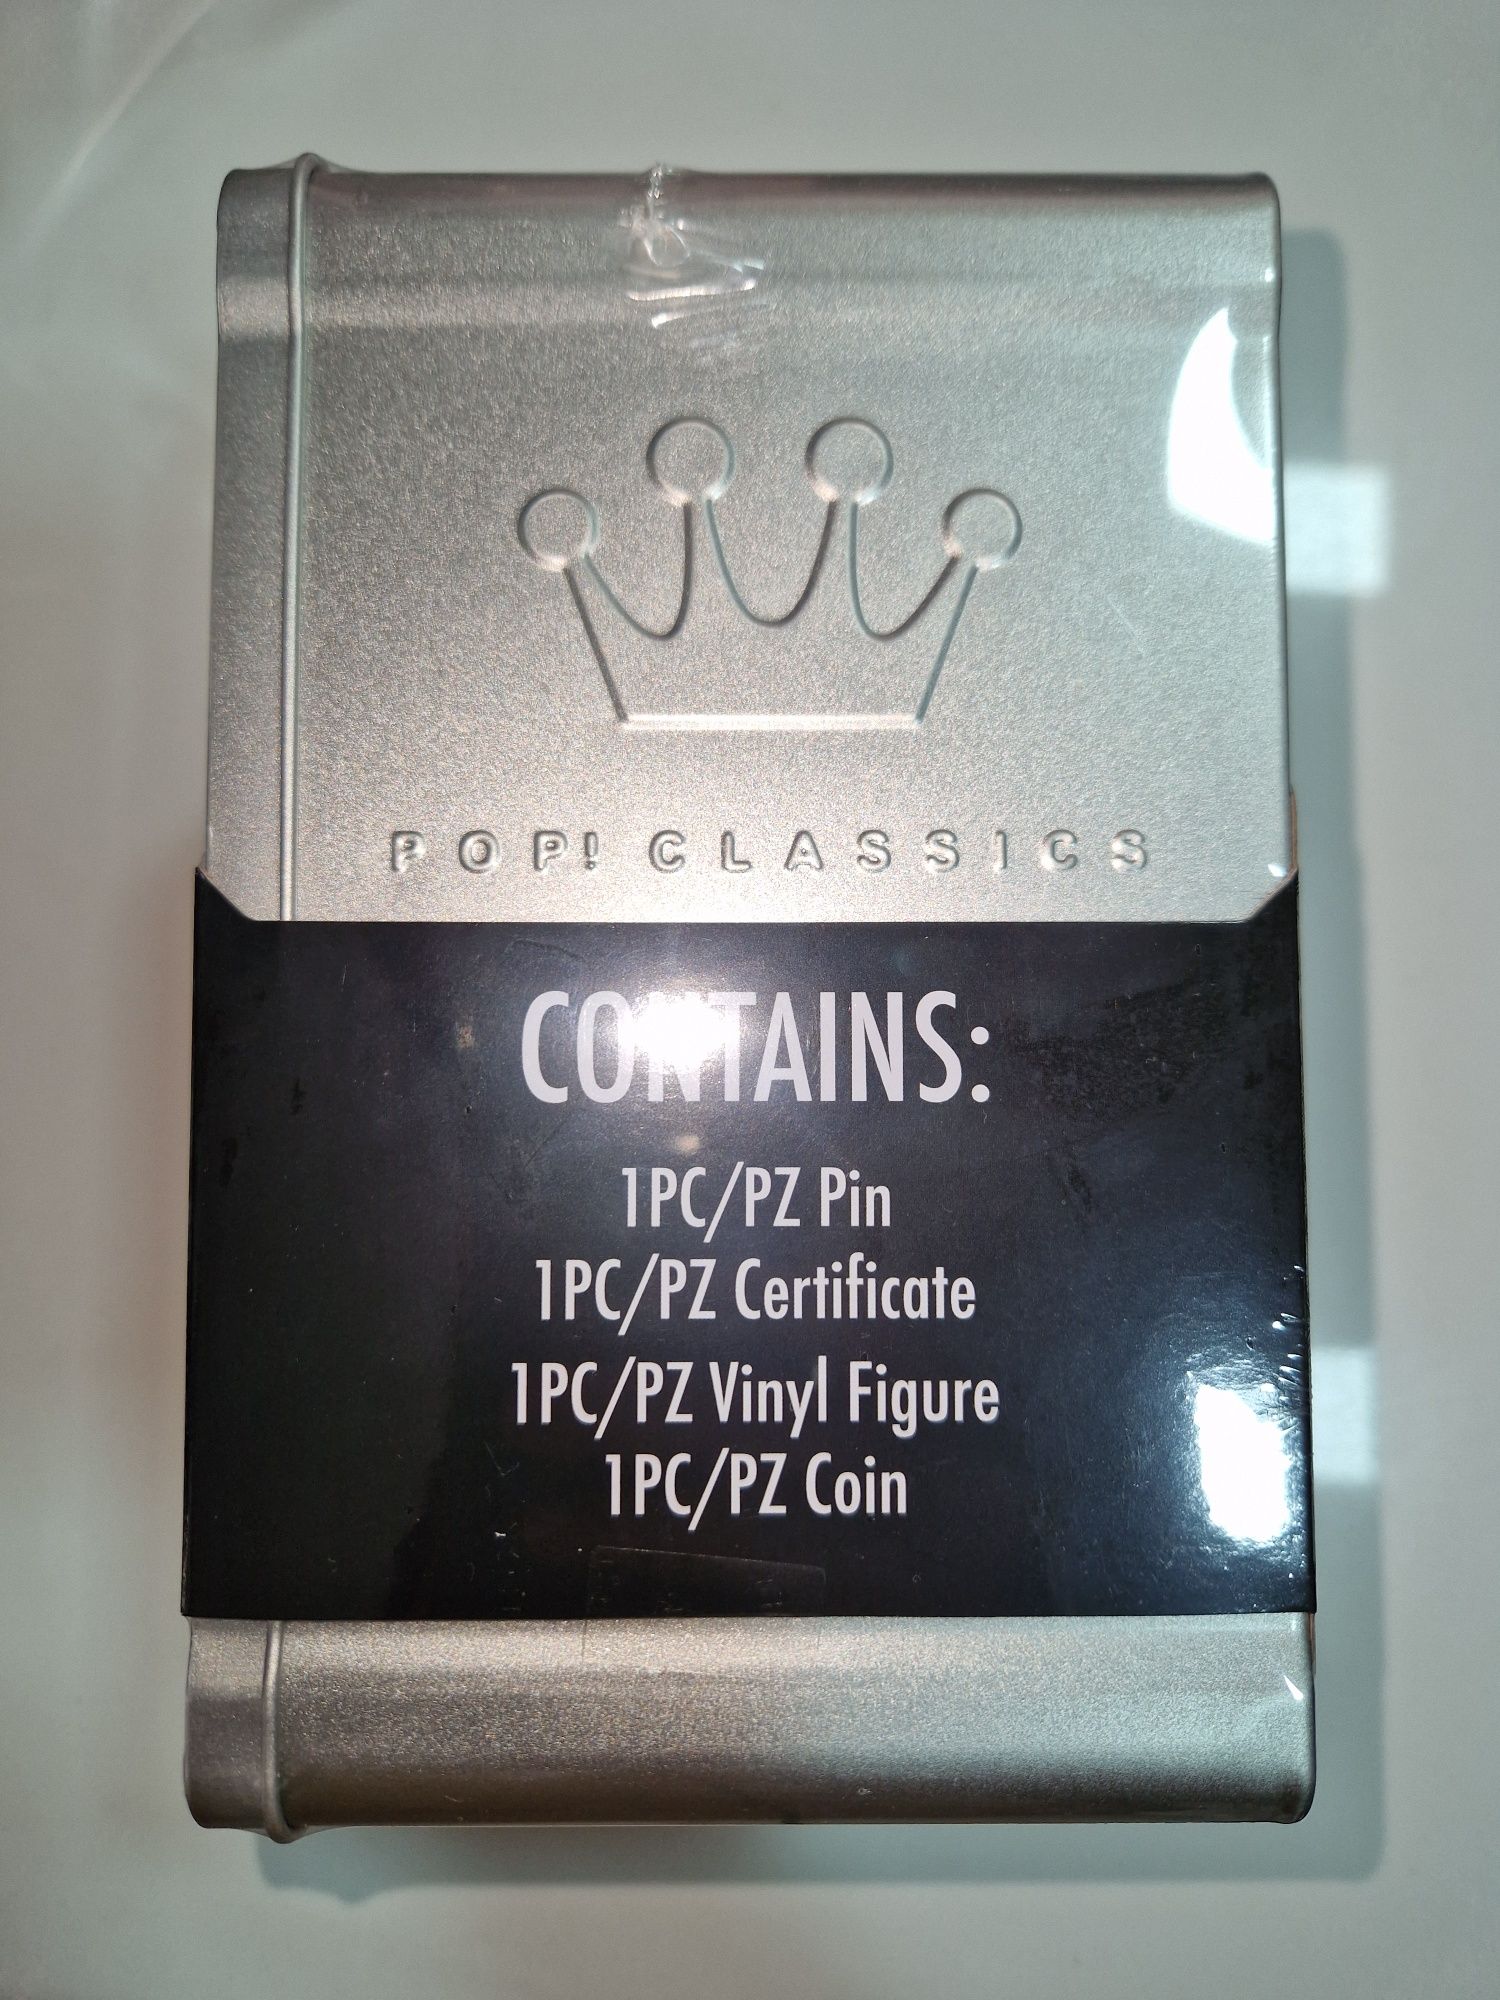 POP! CLASSICS
CONTAINS:
1PC/PZ Pin
1PC/PZ Certificate
1PC/PZ Vinyl Figure
1PC/PZ Coin